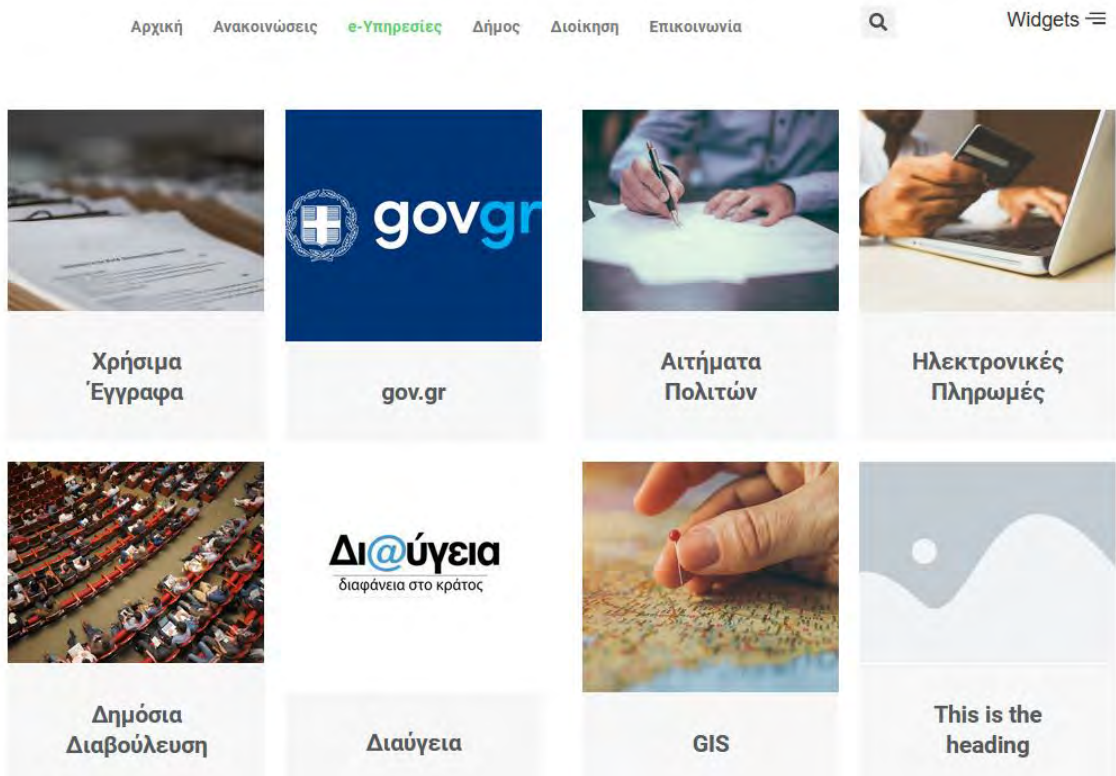 Αρχική Ανακοινώσεις e-Υπηρεσίες Δήμος Διοίκηση Επικοινωνία Widgets
govgr
Χρήσιμα
Έγγραφα
gov.gr
Αιτήματα
Πολιτών
Ηλεκτρονικές
Πληρωμές
Δι@ύγεια
διαφάνεια στο κράτος
Δημόσια
Διαβούλευση
Διαύγεια
GIS
This is the
heading